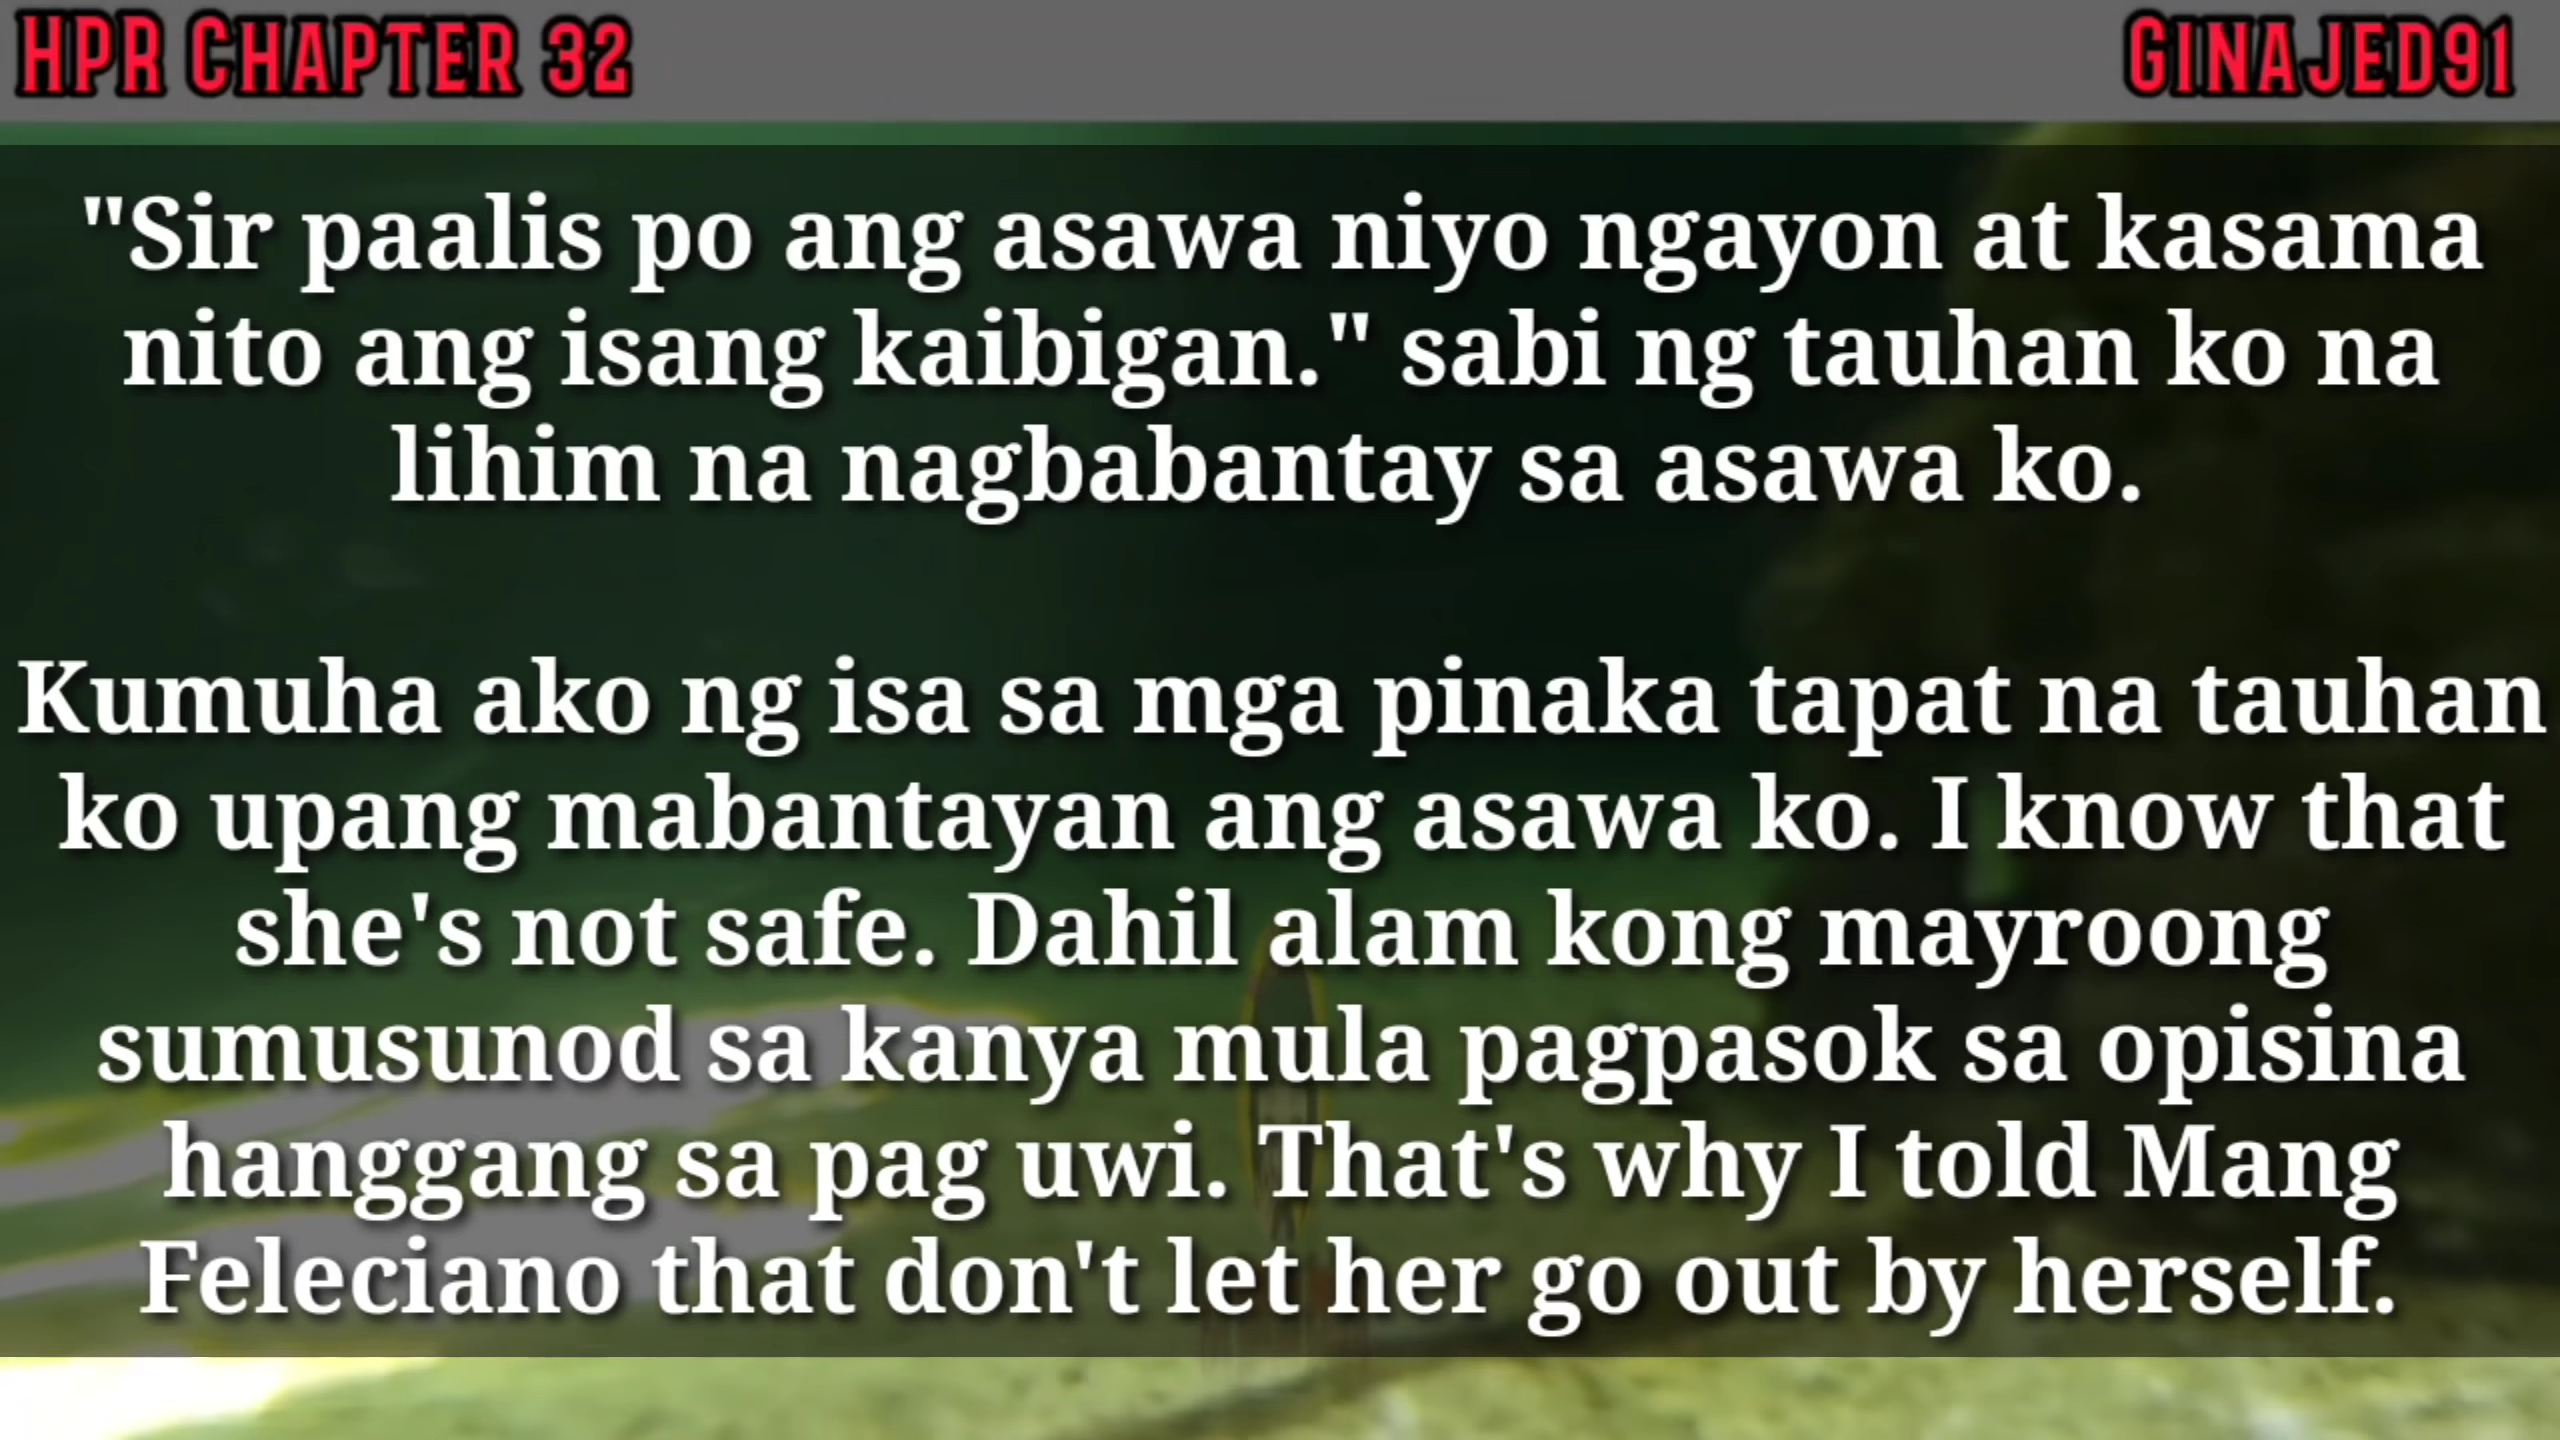 HPR Chapter 32
GINAJED91
"Sir paalis po ang asawa niyo ngayon at kasama
nito ang isang kaibigan." sabi ng tauhan ko na
lihim na nagbabantay sa asawa ko.
Kumuha ako ng isa sa mga pinaka tapat na tauhan
ko upang mabantayan ang asawa ko. I know that
she's not safe. Dahil alam kong mayroong
sumusunod sa kanya mula pagpasok sa opisina
hanggang sa pag uwi. That's why I told Mang
Feleciano that don't let her go out by herself.